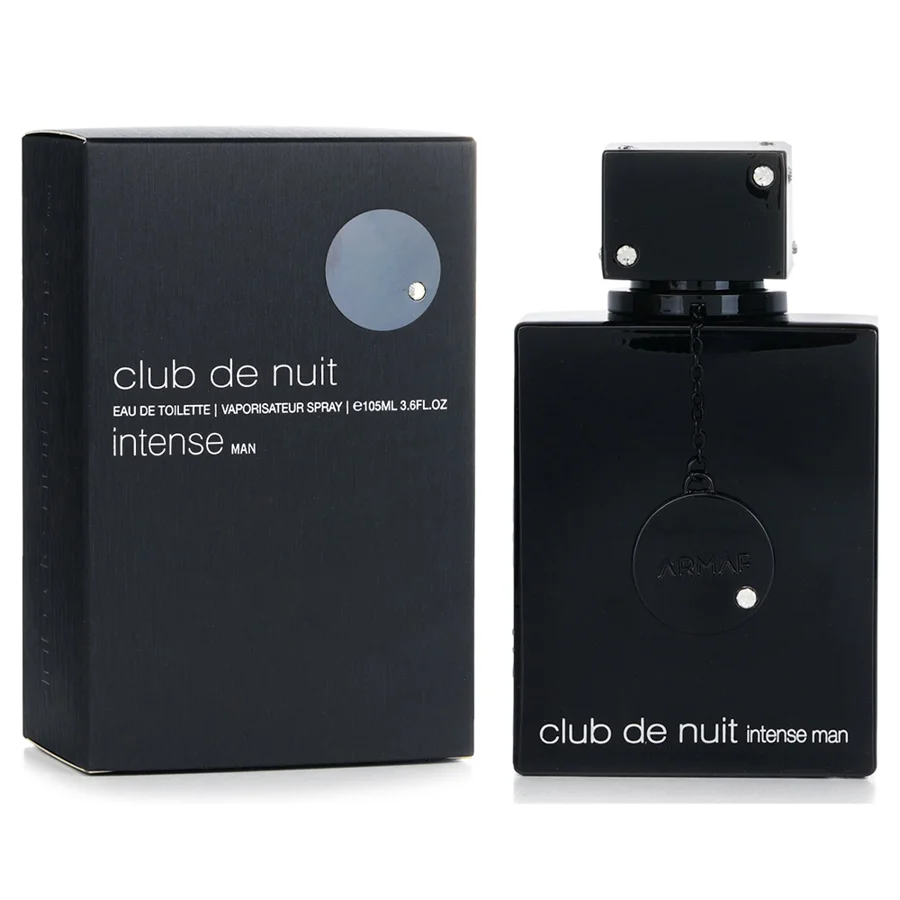 club de nuit
EAU DE TOILETTE | VAPORISATEUR SPRAY | ℮105ML 3.6FL.OZ
intense MAN
ARMAF
club de nuit intense man